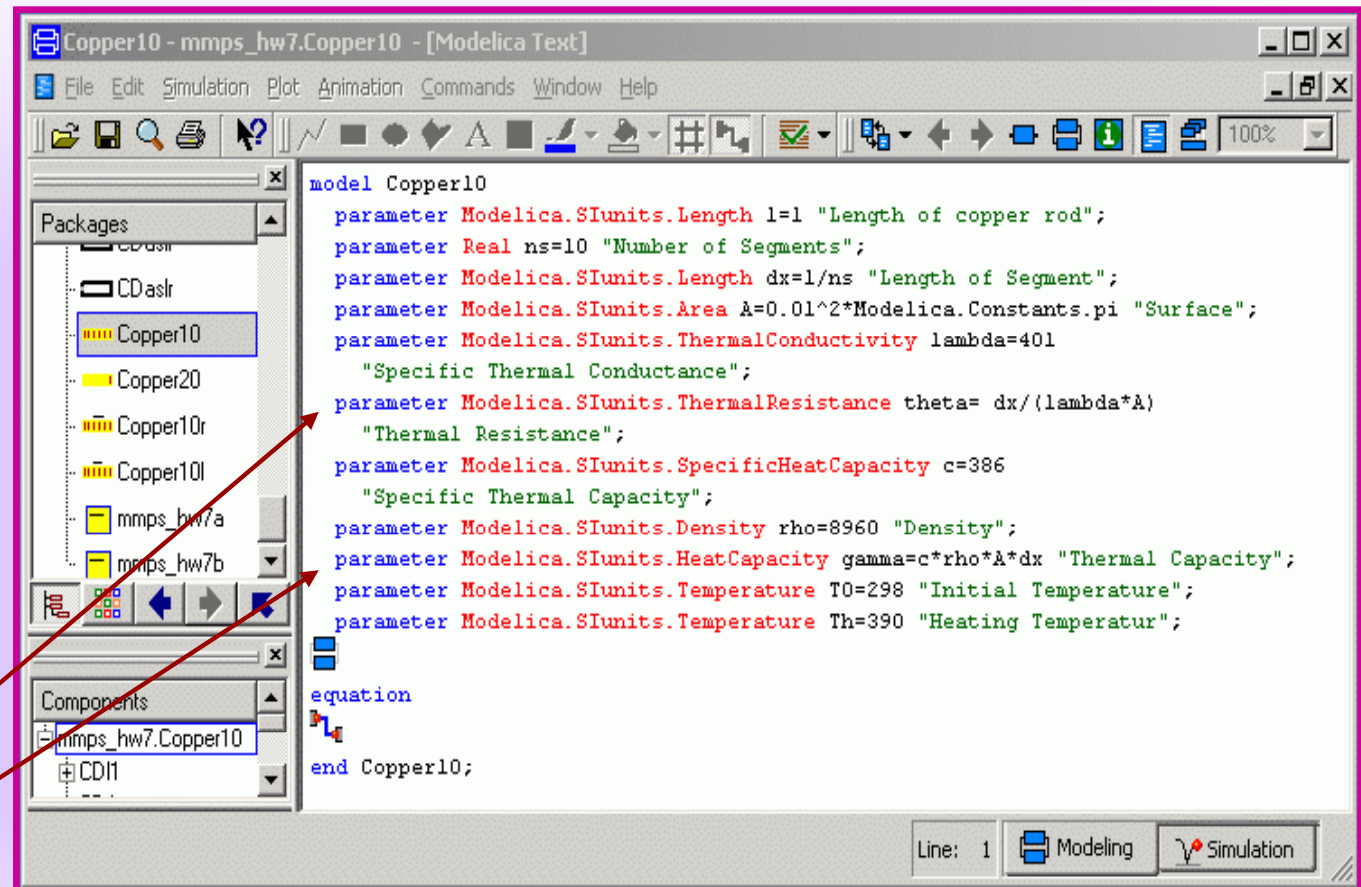 Copper10 - mmps_hw7.Copper10 - [Modelica Text]
File Edit Simulation Plot Animation Commands Window Help
100%
Packages
CDaslr
Copper10
Copper20
Copper10r
Copper10l
mmps_hw7a
mmps_hw7b
Components
mmps_hw7.Copper10
CDl1
model Copper10
parameter Modelica.SIunits.Length l=1 "Length of copper rod";
parameter Real ns=10 "Number of Segments";
parameter Modelica.SIunits.Length dx=l/ns "Length of Segment";
parameter Modelica.SIunits.Area A=0.01^2*Modelica.Constants.pi "Surface";
parameter Modelica.SIunits.ThermalConductivity lambda=401
"Specific Thermal Conductance";
parameter Modelica.SIunits.ThermalResistance theta= dx/(lambda*A)
"Thermal Resistance";
parameter Modelica.SIunits.SpecificHeatCapacity c=386
"Specific Thermal Capacity";
parameter Modelica.SIunits.Density rho=8960 "Density";
parameter Modelica.SIunits.HeatCapacity gamma=c*rho*A*dx "Thermal Capacity";
parameter Modelica.SIunits.Temperature T0=298 "Initial Temperature";
parameter Modelica.SIunits.Temperature Th=390 "Heating Temperatur";
equation
end Copper10;
Line: 1 Modeling Simulation